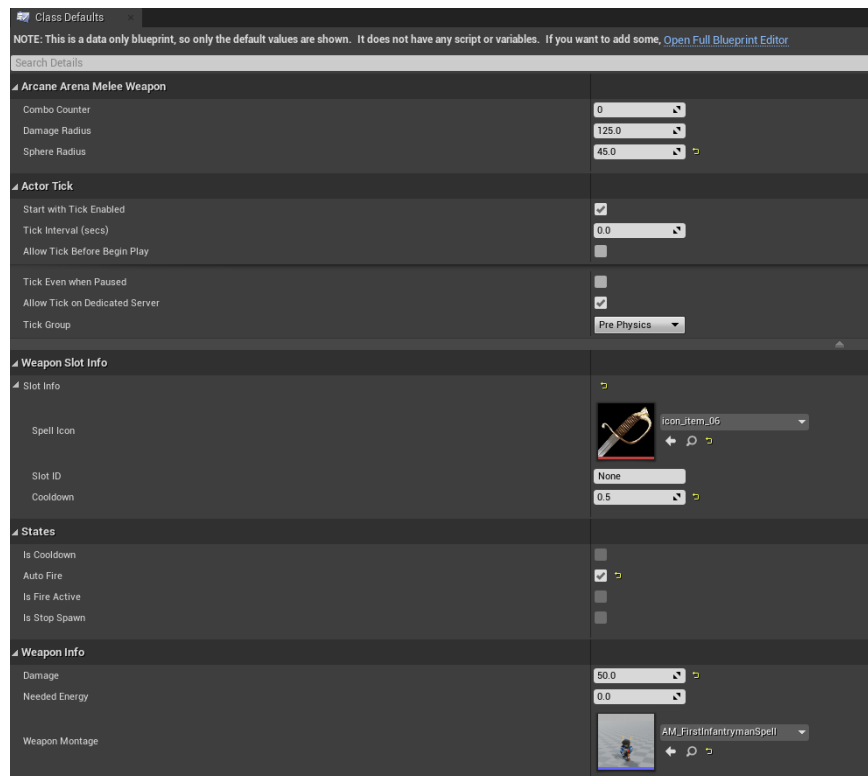 Class Defaults
NOTE: This is a data only blueprint, so only the default values are shown. It does not have any script or variables. If you want to add some, Open Full Blueprint Editor
Search Details
Arcane Arena Melee Weapon
Combo Counter 0
Damage Radius 125.0
Sphere Radius 45.0
Actor Tick
Start with Tick Enabled
Tick Interval (secs) 0.0
Allow Tick Before Begin Play
Tick Even when Paused
Allow Tick on Dedicated Server
Tick Group Pre Physics
Weapon Slot Info
Slot Info
Spell Icon icon_item_06
Slot ID None
Cooldown 0.5
States
Is Cooldown
Auto Fire
Is Fire Active
Is Stop Spawn
Weapon Info
Damage 50.0
Needed Energy 0.0
Weapon Montage AM_FirstInfantrymanSpell